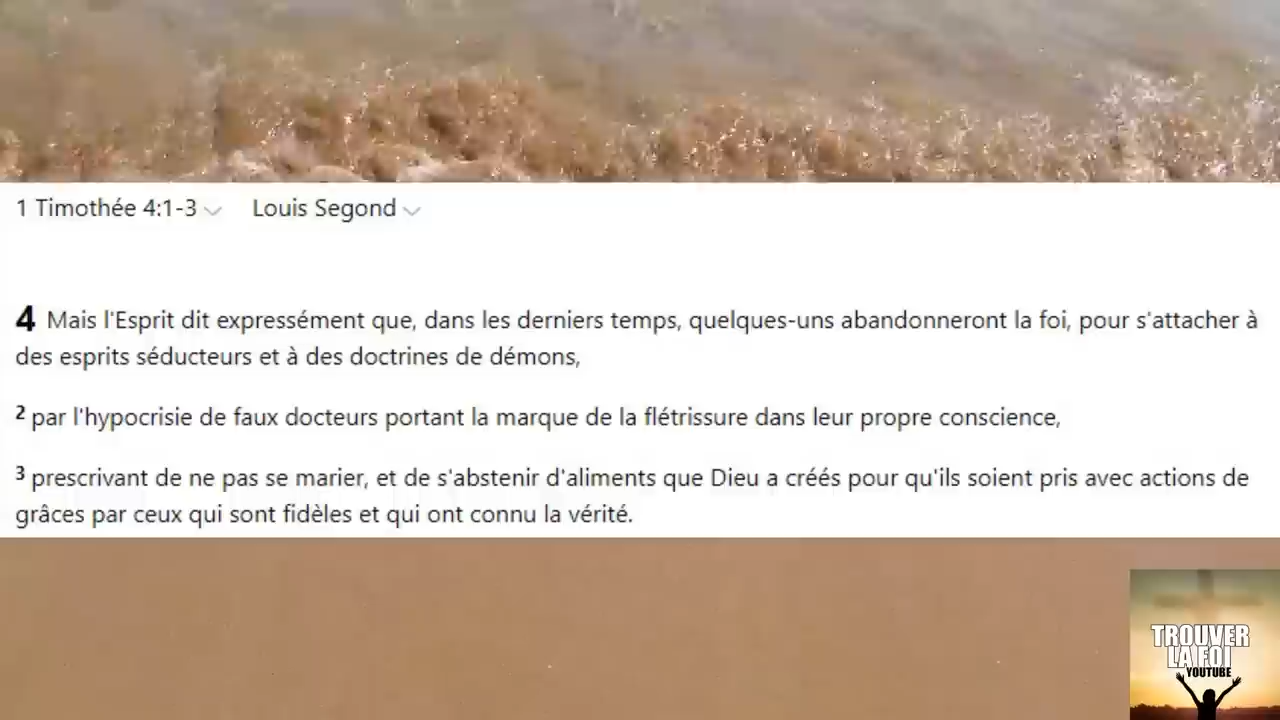 1 Timothée 4:1-3 Louis Segond
4 Mais l'Esprit dit expressément que, dans les derniers temps, quelques-uns abandonneront la foi, pour s'attacher à
des esprits séducteurs et à des doctrines de démons,
2 par l'hypocrisie de faux docteurs portant la marque de la flétrissure dans leur propre conscience,
3 prescrivant de ne pas se marier, et de s'abstenir d'aliments que Dieu a créés pour qu'ils soient pris avec actions de
grâces par ceux qui sont fidèles et qui ont connu la vérité.
TROUVER
LA FOI
YOUTUBE